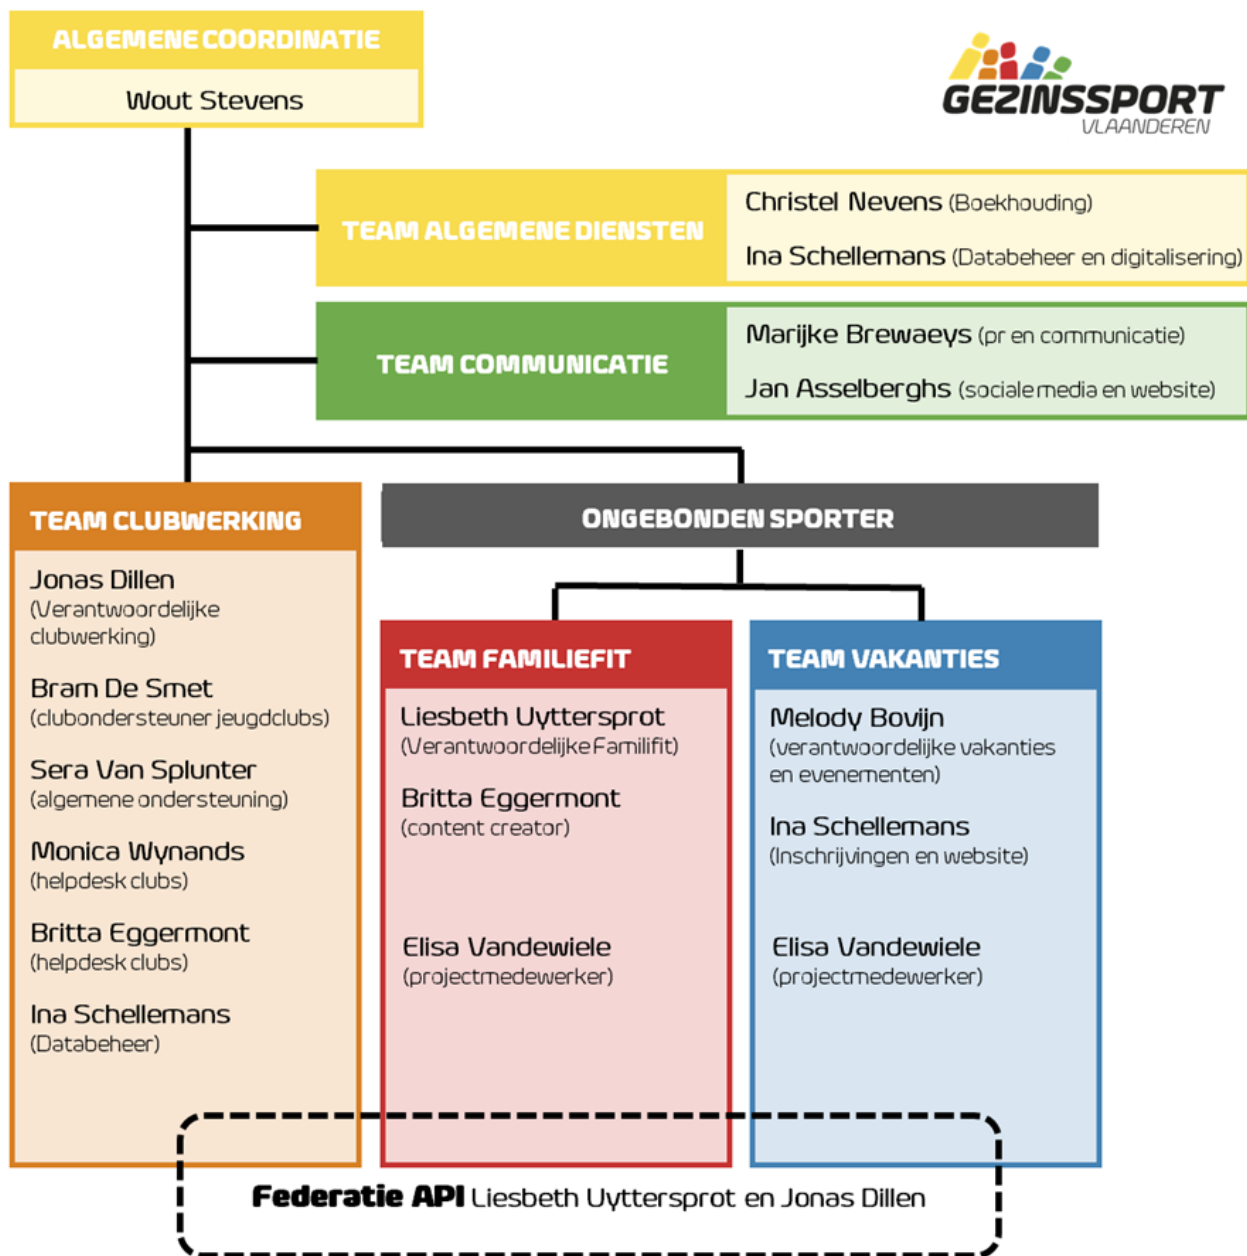 ALGEMENE COORDINATIE
Wout Stevens
GEZINSSPORT
VLAANDEREN
TEAM ALGEMENE DIENSTEN
Christel Nevens (Boekhouding)
Ina Schellemans (Databeheer en digitalisering)
TEAM COMMUNICATIE
Marijke Brewaeys (pr en communicatie)
Jan Asselberghs (sociale media en website)
TEAM CLUBWERKING
Jonas Dillen
(Verantwoordelijke
clubwerking)
Bram De Smet
(clubondersteuner jeugdclubs)
Sera Van Splunter
(algemene ondersteuning)
Monica Wynands
(helpdesk clubs)
Britta Eggermont
(helpdesk clubs)
Ina Schellemans
(Databeheer)
ONGEBONDEN SPORTER
TEAM FAMILIEFIT
Liesbeth Uyttersprot
(Verantwoordelijke Familifit)
Britta Eggermont
(content creator)
Elisa Vandewiele
(projectmedewerker)
TEAM VAKANTIES
Melody Bovijn
(verantwoordelijke vakanties
en evenementen)
Ina Schellemans
(Inschrijvingen en website)
Elisa Vandewiele
(projectmedewerker)
Federatie API Liesbeth Uyttersprot en Jonas Dillen